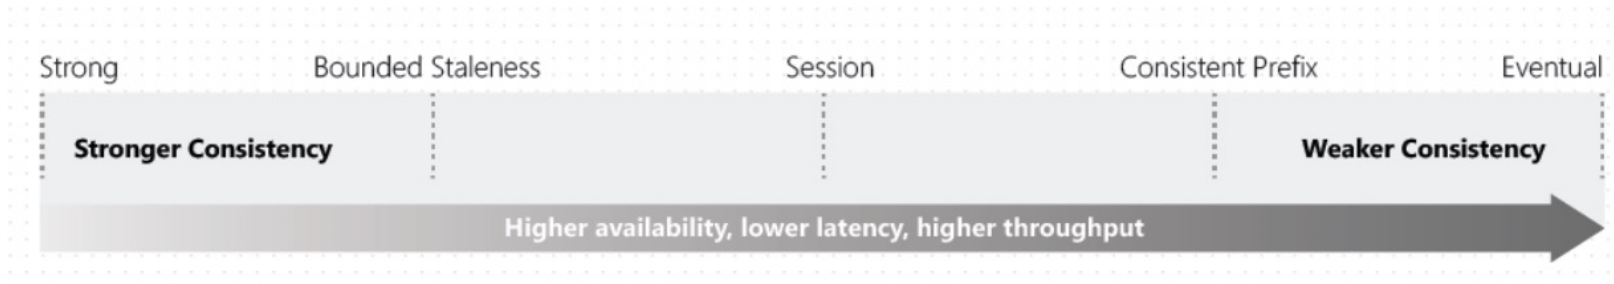 Strong Bounded Staleness Session Consistent Prefix Eventual
Stronger Consistency Weaker Consistency
Higher availability, lower latency, higher throughput